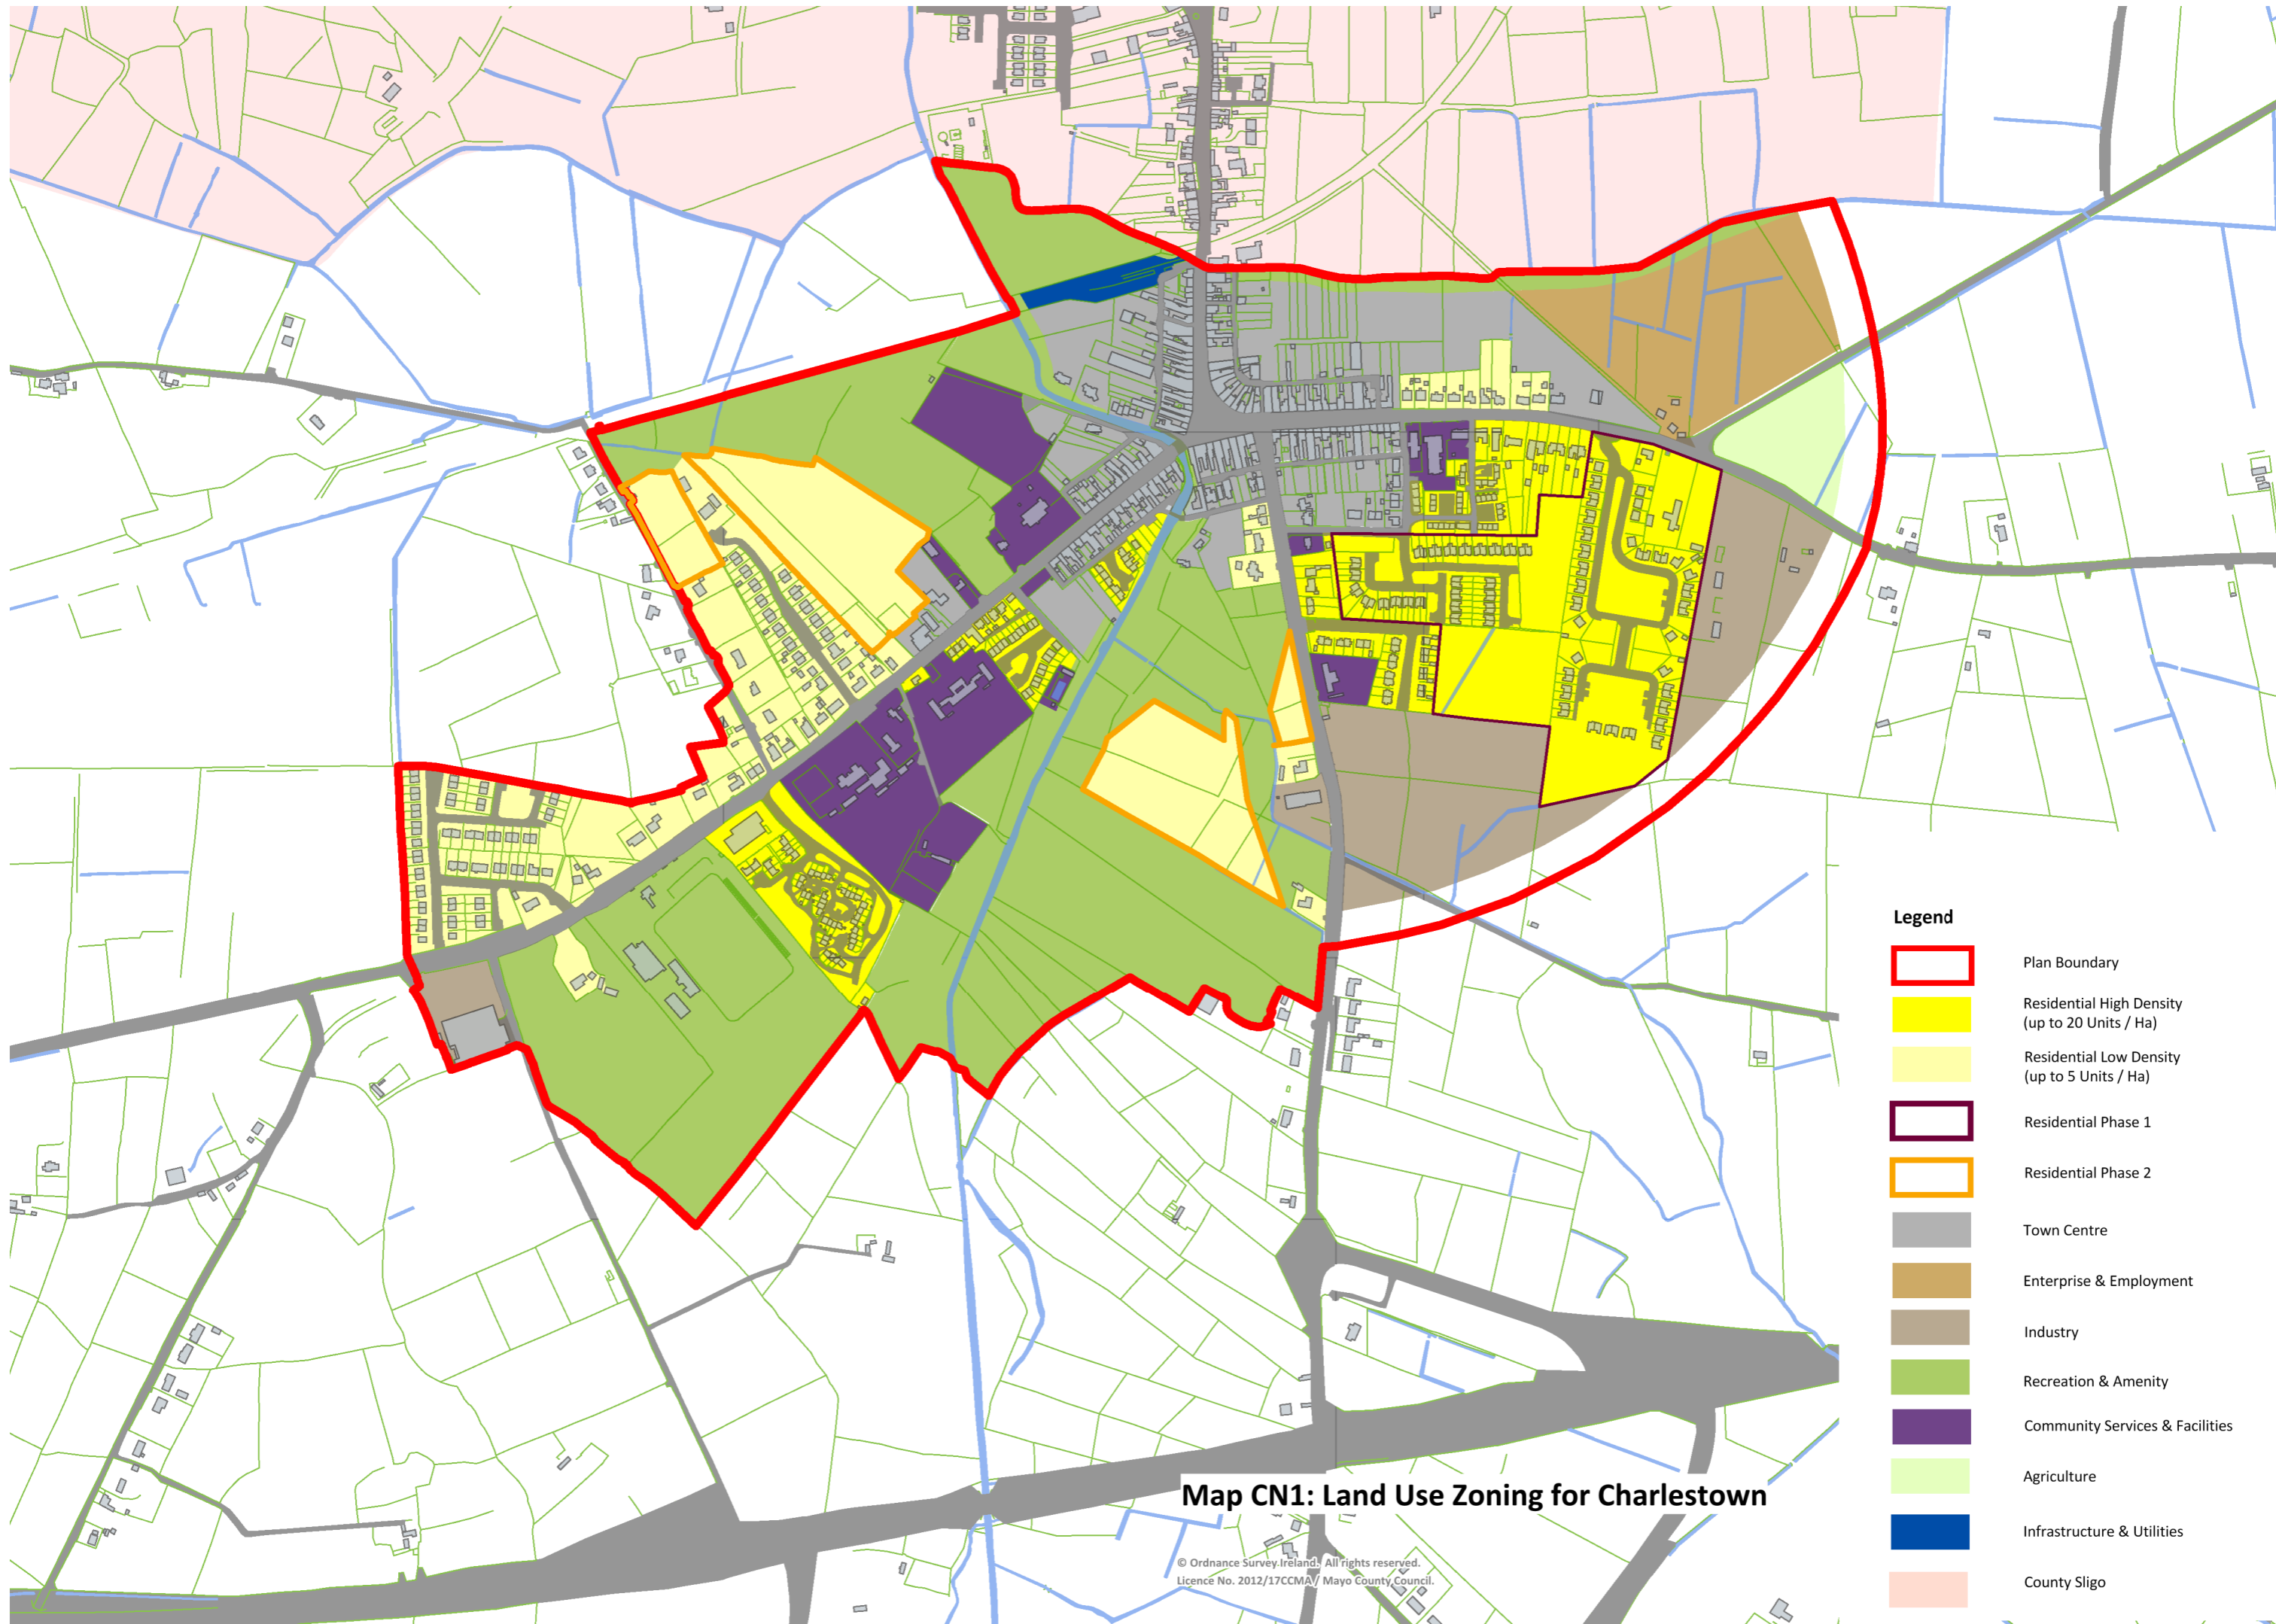 Legend
Plan Boundary
Residential High Density
(up to 20 Units / Ha)
Residential Low Density
(up to 5 Units / Ha)
Residential Phase 1
Residential Phase 2
Town Centre
Enterprise & Employment
Industry
Recreation & Amenity
Community Services & Facilities
Agriculture
Infrastructure & Utilities
County Sligo
Map CN1: Land Use Zoning for Charlestown
© Ordnance Survey Ireland. All rights reserved.
Licence No. 2012/17CCMA / Mayo County Council.